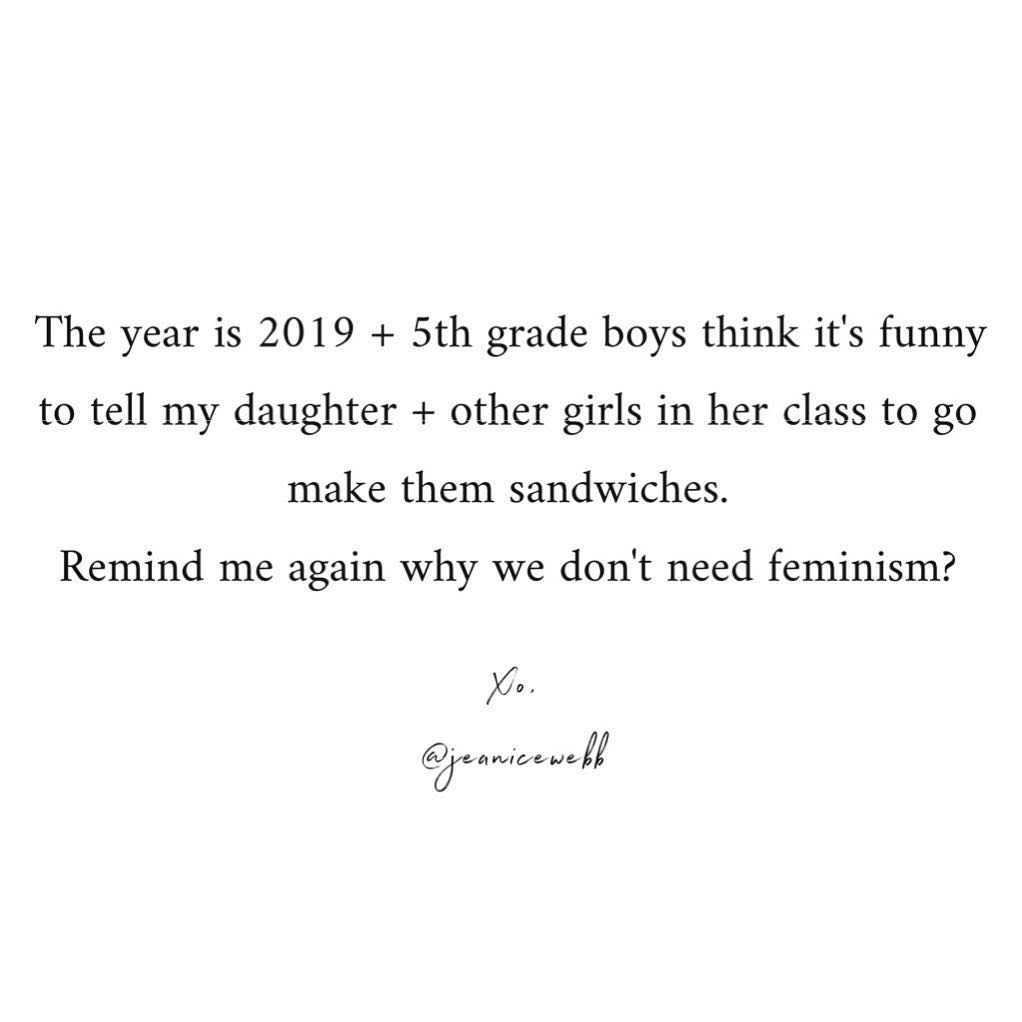 The year is 2019 + 5th grade boys think it's funny
to tell my daughter + other girls in her class to go
make them sandwiches.
Remind me again why we don't need feminism?
Xo.
@jeanicewebb